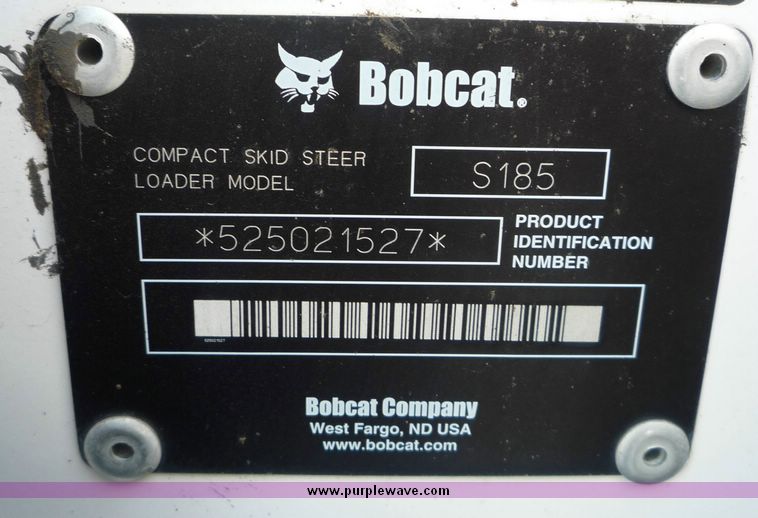 Bobcat®
COMPACT SKID STEER
LOADER MODEL
S185
*525021527*
PRODUCT
IDENTIFICATION
NUMBER
525021527
Bobcat Company
West Fargo, ND USA
www.bobcat.com
www.purplewave.com